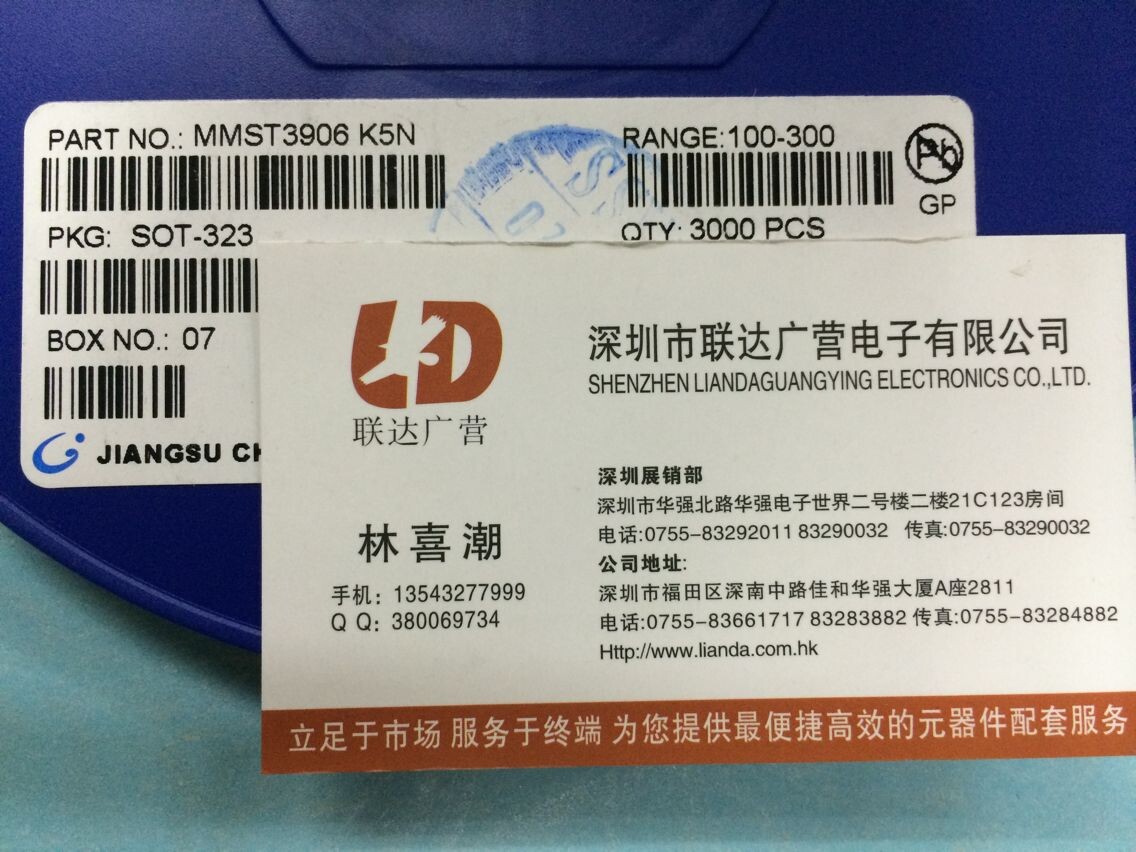 PART NO.: MMST3906 K5N
RANGE:100-300
Pb
GP
PKG: SOT-323
QTY: 3000 PCS
BOX NO.: 07
JIANGSU
LD
联达广营
深圳市联达广营电子有限公司
SHENZHEN LIANDAGUANGYING ELECTRONICS CO.,LTD.
林喜潮
手机：13543277999
Q Q：380069734
深圳展销部
深圳市华强北路华强电子世界二号楼二楼21C123房间
电话:0755-83292011 83290032 传真:0755-83290032
公司地址:
深圳市福田区深南中路佳和华强大厦A座2811
电话:0755-83661717 83283882 传真:0755-83284882
Http://www.lianda.com.hk
立足于市场 服务于终端 为您提供最便捷高效的元器件配套服务